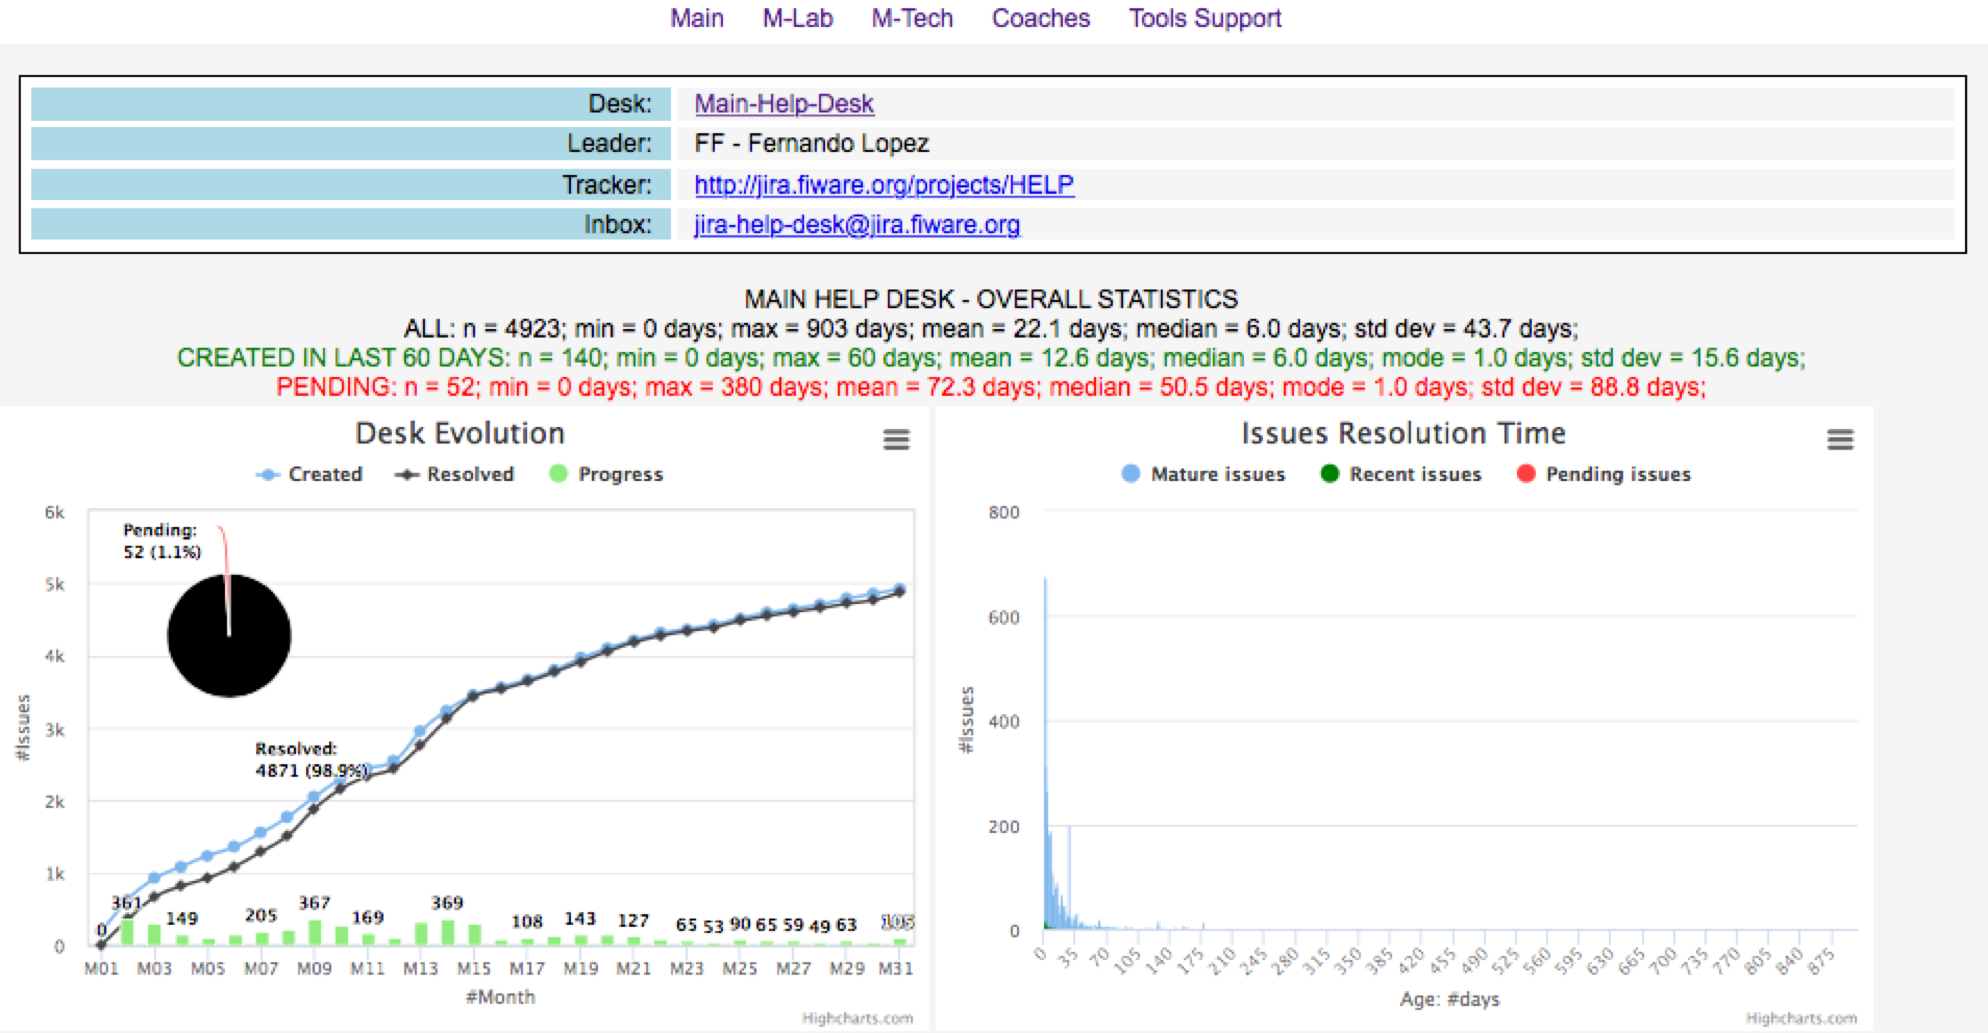 Main M-Lab M-Tech Coaches Tools Support
Desk: Main-Help-Desk
Leader: FF - Fernando Lopez
Tracker: http://jira.fiware.org/projects/HELP
Inbox: jira-help-desk@jira.fiware.org
MAIN HELP DESK - OVERALL STATISTICS
ALL: n = 4923; min = 0 days; max = 903 days; mean = 22.1 days; median = 6.0 days; std dev = 43.7 days;
CREATED IN LAST 60 DAYS: n = 140; min = 0 days; max = 60 days; mean = 12.6 days; median = 6.0 days; mode = 1.0 days; std dev = 15.6 days;
PENDING: n = 52; min = 0 days; max = 380 days; mean = 72.3 days; median = 50.5 days; mode = 1.0 days; std dev = 88.8 days;
Desk Evolution
Created Resolved Progress
6k
Pending:
52 (1.1%)
5k
4k
3k
#Issues
Resolved:
4871 (98.9%)
2k
1k
0 361 149 205 367 169 369 108 143 127 65 53 90 65 59 49 63
0
M01 M03 M05 M07 M09 M11 M13 M15 M17 M19 M21 M23 M25 M27 M29 M31
#Month
Highcharts.com
Issues Resolution Time
Mature issues Recent issues Pending issues
800
600
400
#Issues
200
0
0 35 70 105 140 175 210 245 280 315 350 385 420 455 490 525 560 595 630 665 700 735 770 805 840 875
Age: #days
Highcharts.com